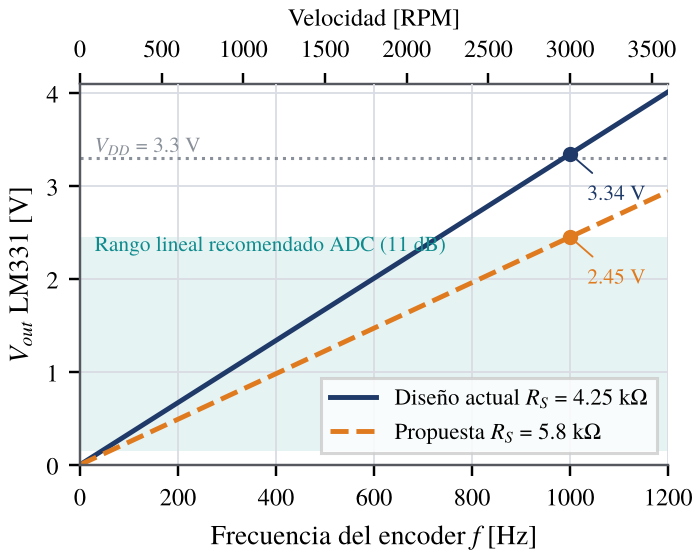 Velocidad [RPM]
0 500 1000 1500 2000 2500 3000 3500
4
3
2
1
0
V_out LM331 [V]
V_DD = 3.3 V
3.34 V
Rango lineal recomendado ADC (11 dB)
2.45 V
Diseño actual R_S = 4.25 kΩ
Propuesta R_S = 5.8 kΩ
0 200 400 600 800 1000 1200
Frecuencia del encoder f [Hz]